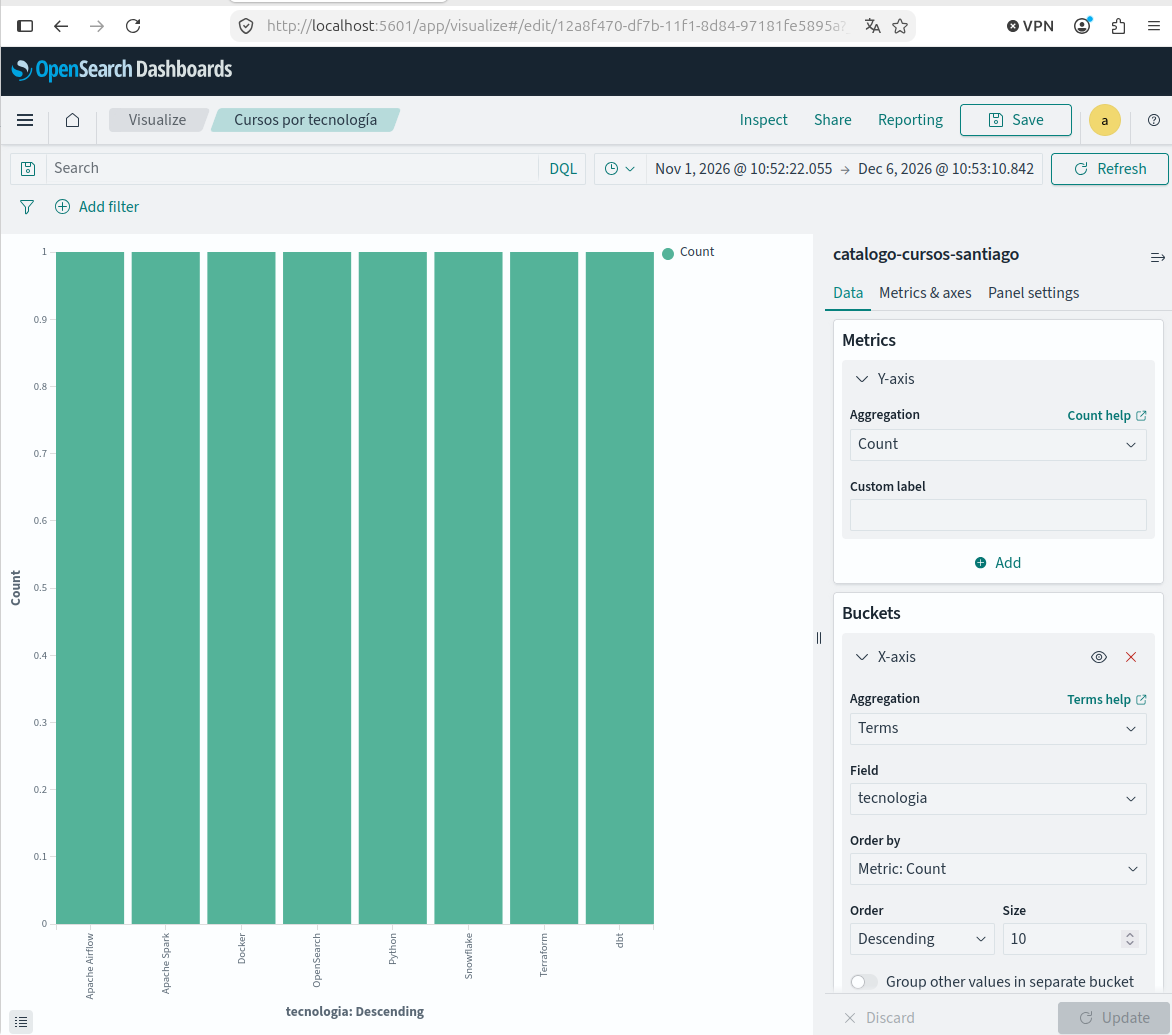 http://localhost:5601/app/visualize#/edit/12a8f470-df7b-11f1-8d84-97181fe5895a?
VPN
OpenSearch Dashboards
Visualize
Cursos por tecnología
Inspect
Share
Reporting
Save
a
Search
DQL
Nov 1, 2026 @ 10:52:22.055 → Dec 6, 2026 @ 10:53:10.842
Refresh
Add filter
1
0.9
0.8
0.7
0.6
0.5
0.4
0.3
0.2
0.1
0
Count
Apache Airflow
Apache Spark
Docker
OpenSearch
Python
Snowflake
Terraform
dbt
tecnologia: Descending
Count
catalogo-cursos-santiago
Data
Metrics & axes
Panel settings
Metrics
Y-axis
Aggregation
Count help
Count
Custom label
Add
Buckets
X-axis
Aggregation
Terms help
Terms
Field
tecnologia
Order by
Metric: Count
Order
Size
Descending
10
Group other values in separate bucket
Discard
Update